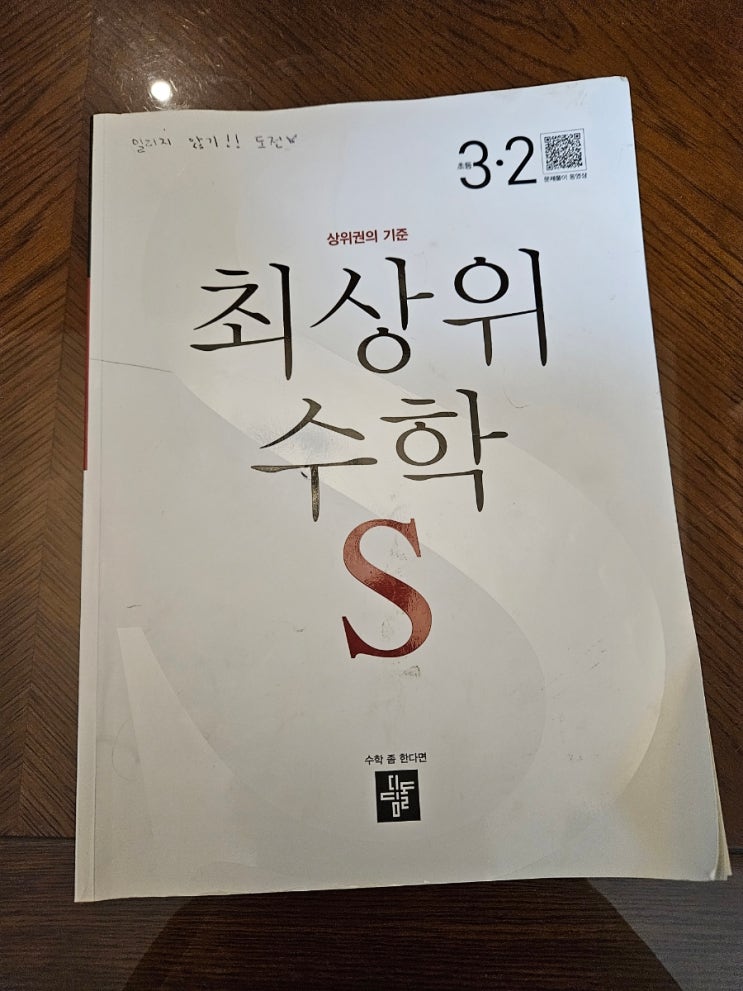 밀리지 않기!! 도전
초등 3·2
문제풀이 동영상
상위권의 기준
최상위
수학
S
수학 좀 한다면
디딤돌